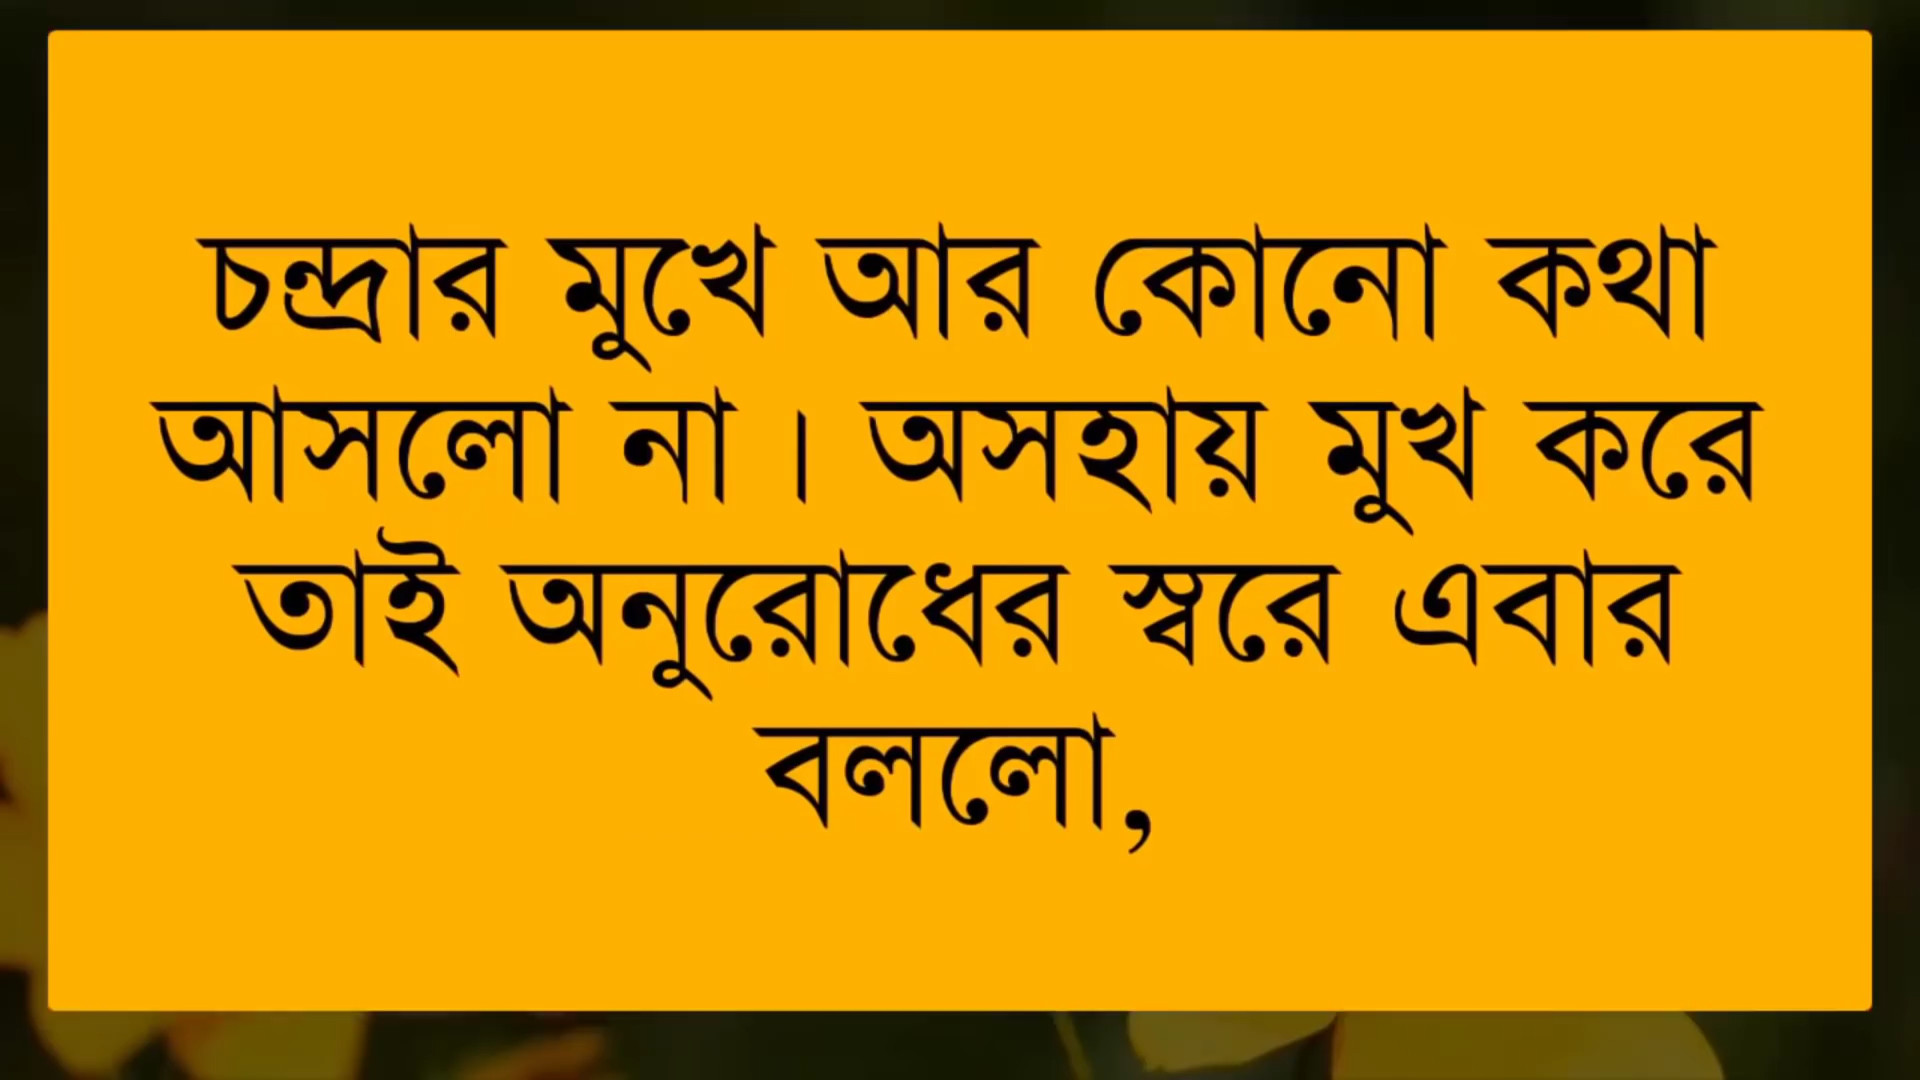 চন্দ্রার মুখে আর কোনো কথা
আসলো না । অসহায় মুখ করে
তাই অনুরোধের স্বরে এবার
বললো,